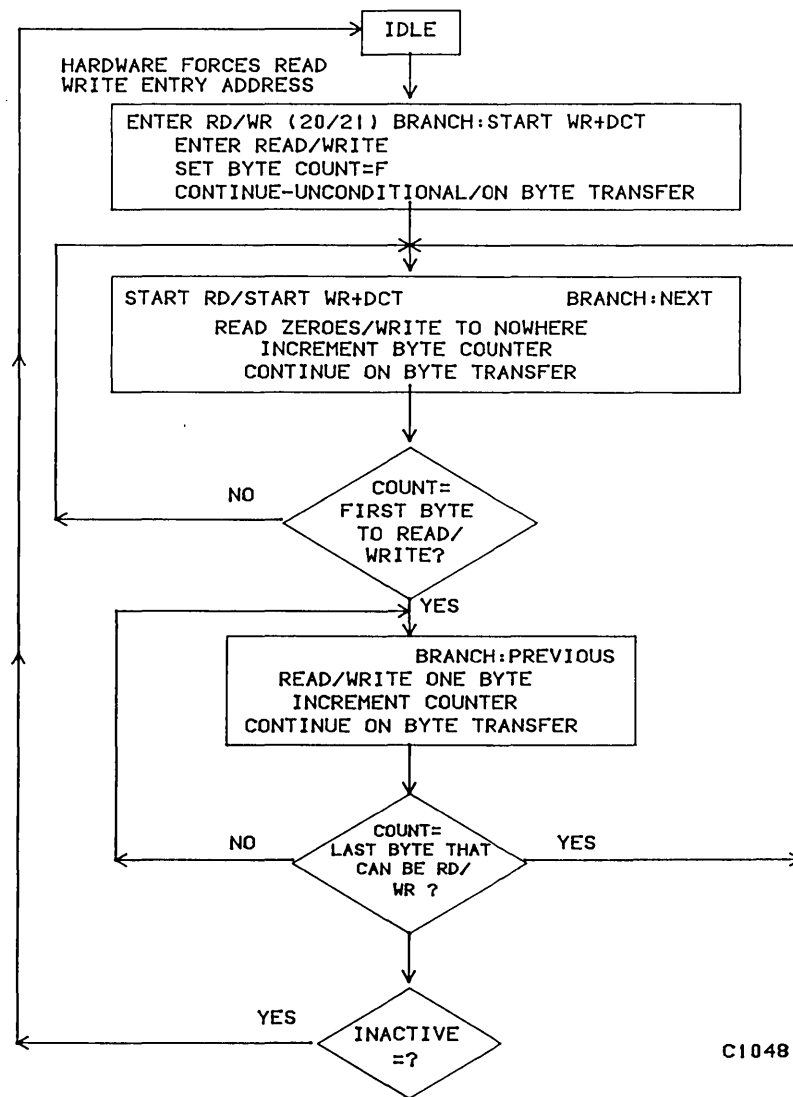 IDLE
HARDWARE FORCES READ
WRITE ENTRY ADDRESS
ENTER RD/WR (20/21) BRANCH:START WR+DCT
ENTER READ/WRITE
SET BYTE COUNT=F
CONTINUE-UNCONDITIONAL/ON BYTE TRANSFER
START RD/START WR+DCT BRANCH:NEXT
READ ZEROES/WRITE TO NOWHERE
INCREMENT BYTE COUNTER
CONTINUE ON BYTE TRANSFER
NO
COUNT=
FIRST BYTE
TO READ/
WRITE?
YES
BRANCH:PREVIOUS
READ/WRITE ONE BYTE
INCREMENT COUNTER
CONTINUE ON BYTE TRANSFER
NO
COUNT=
LAST BYTE THAT
CAN BE RD/
WR ?
YES
YES
INACTIVE
=?
C1048